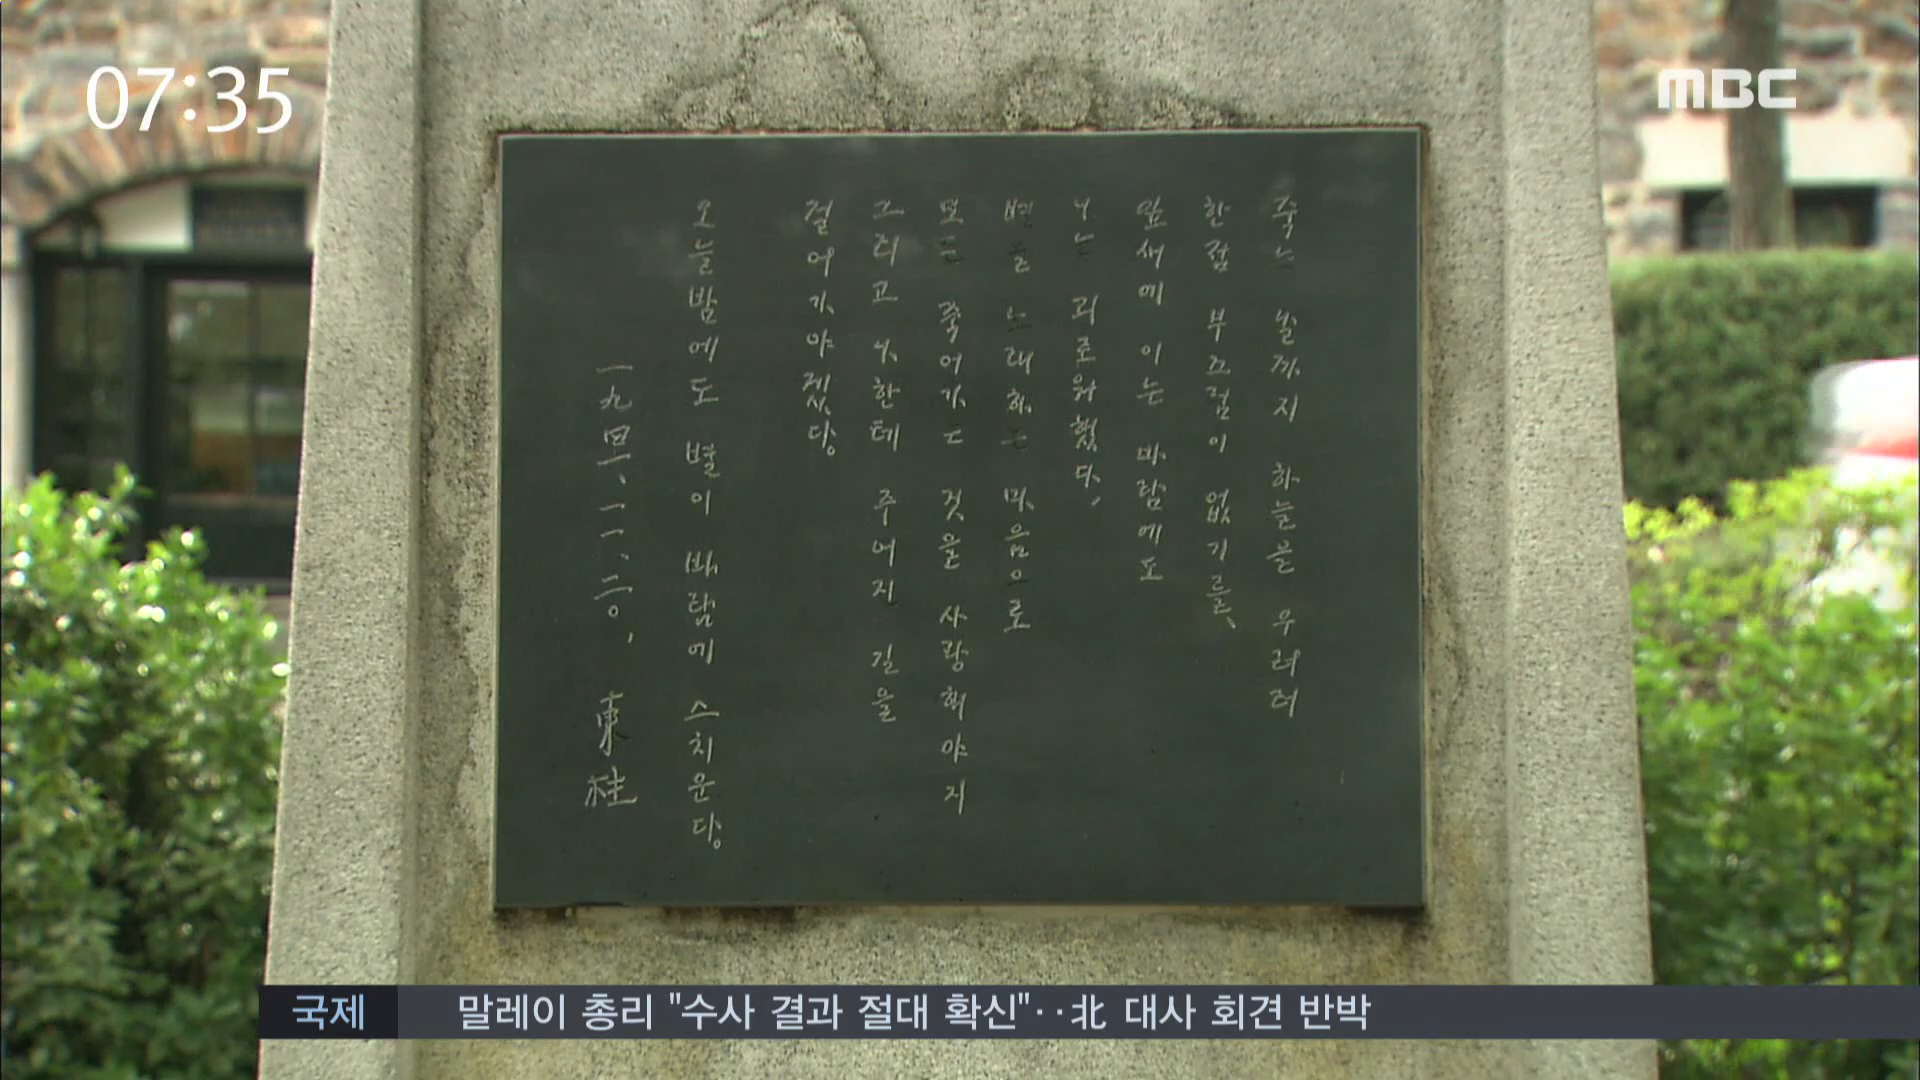 07:35
MBC
죽는 날까지 하늘을 우러러
한점 부끄럼이 없기를、
잎새에 이는 바람에도
나는 괴로워했다.
별을 노래하는 마음으로
모든 죽어가는 것을 사랑해야지
그리고 나한테 주어진 길을
걸어가야겠다.
오늘밤에도 별이 바람에 스치운다.
一九四一、一一、二〇、 東柱
국제 말레이 총리 "수사 결과 절대 확신"‥北 대사 회견 반박